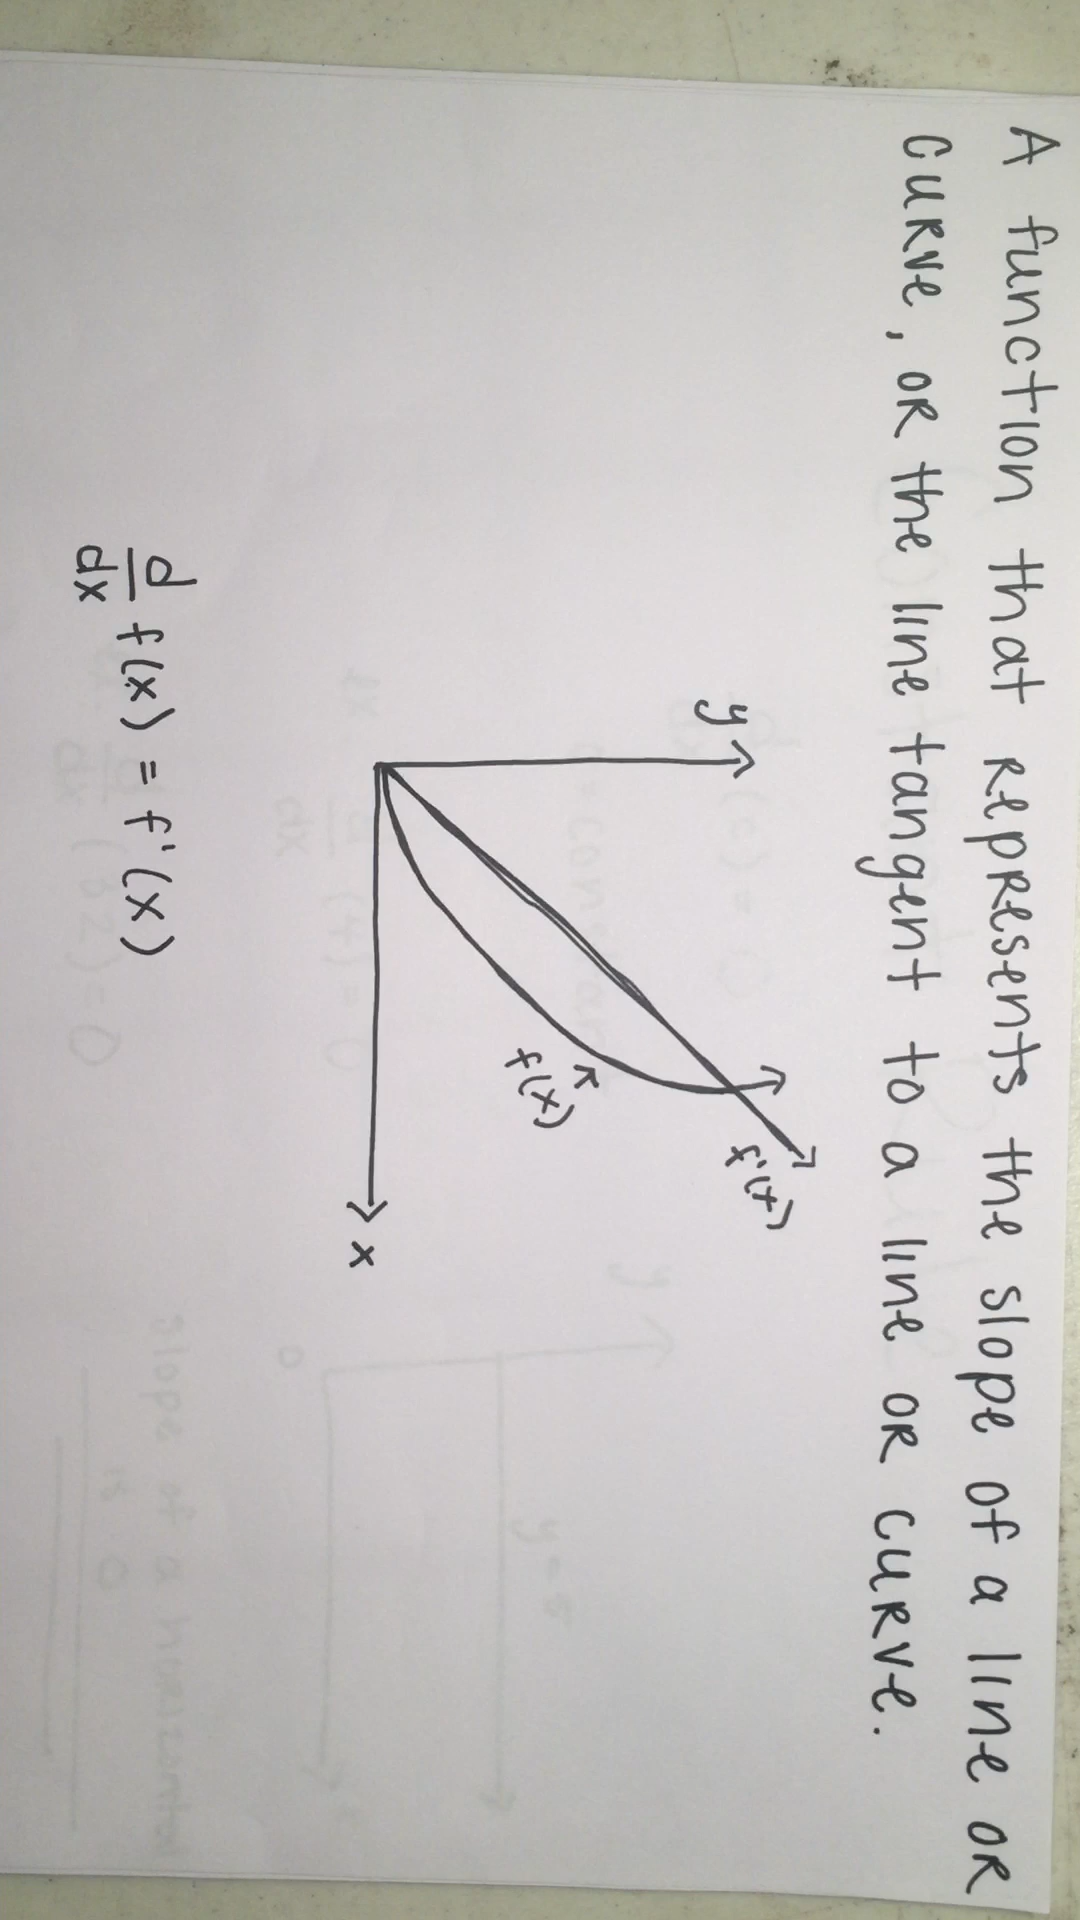 A function that represents the slope of a line or
curve, or the line tangent to a line or curve.
y
f'(x)
f(x)
x
d/dx f(x) = f'(x)